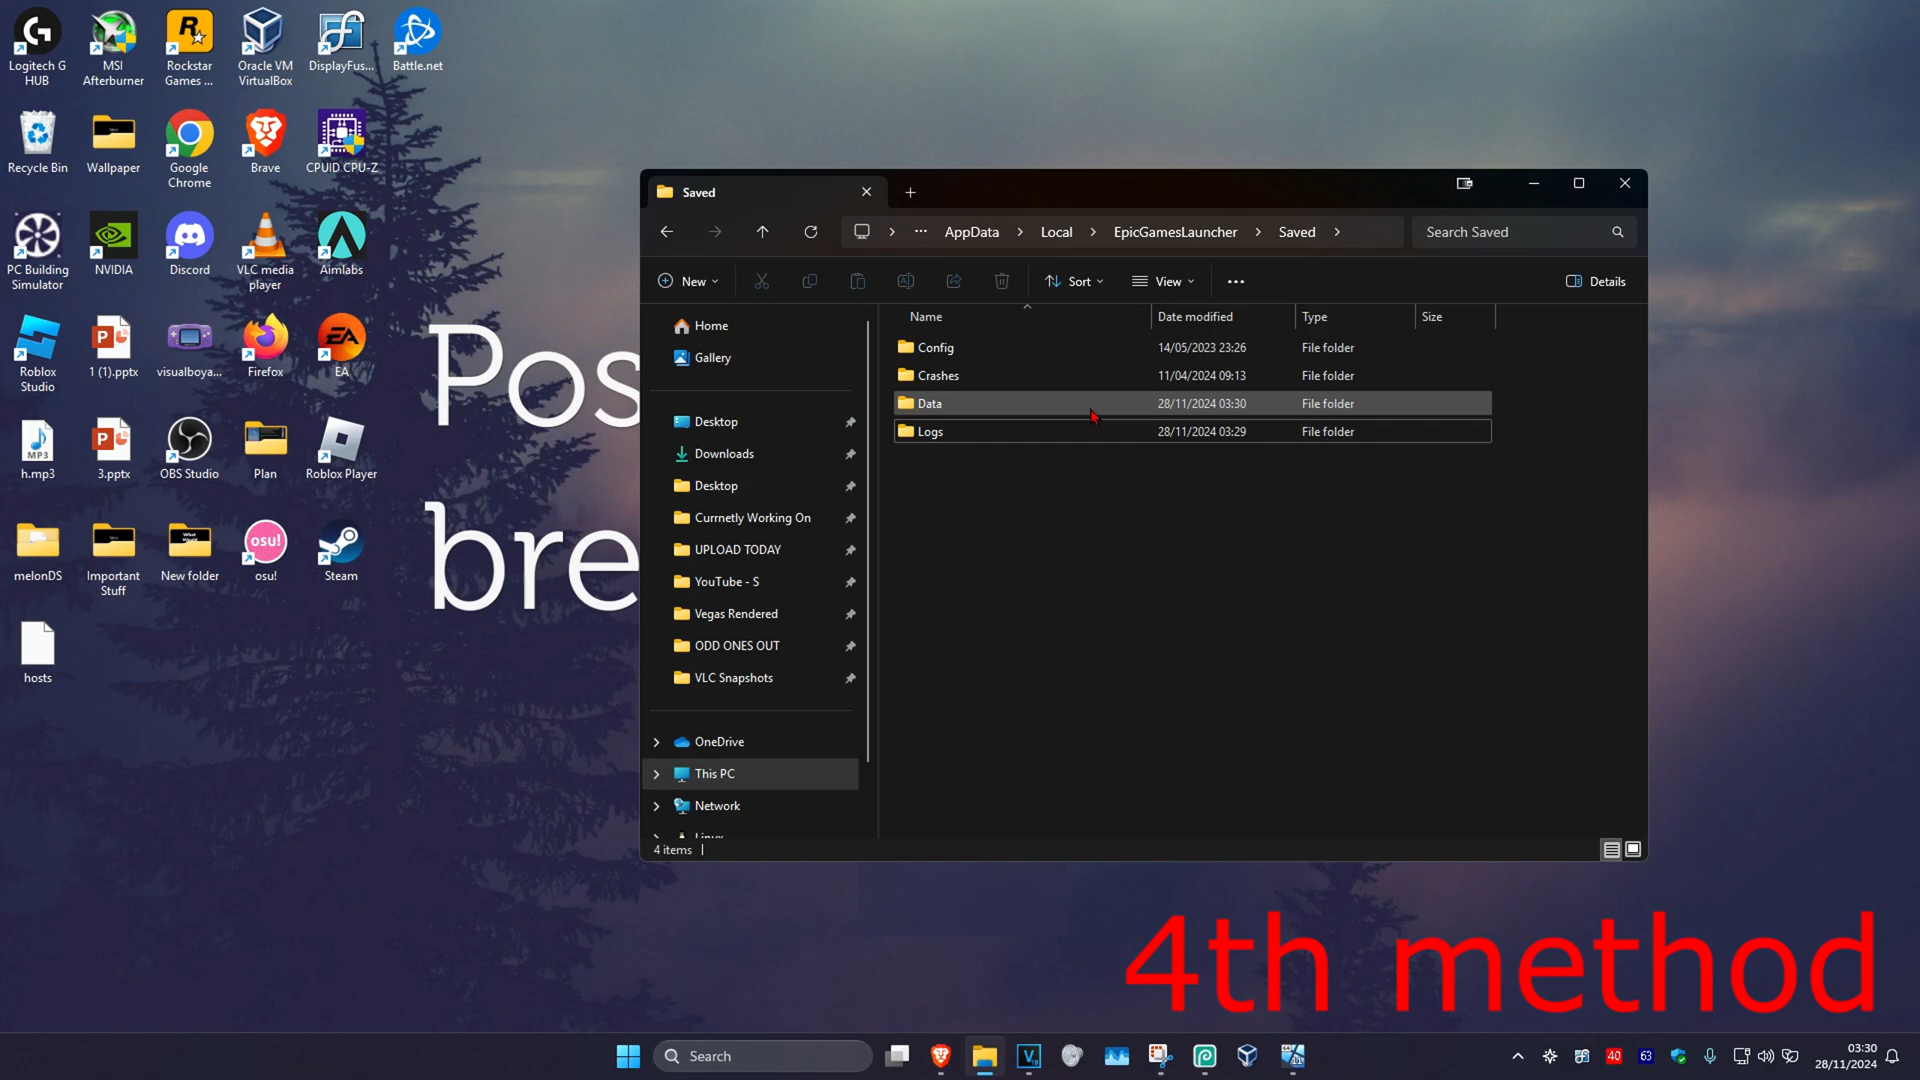 Logitech G
HUB
MSI
Afterburner
Rockstar
Games ...
Oracle VM
VirtualBox
DisplayFus...
Battle.net
Recycle Bin
Wallpaper
Google
Chrome
Brave
CPUID CPU-Z
PC Building
Simulator
NVIDIA
Discord
VLC media
player
Aimlabs
Roblox
Studio
1 (1).pptx
visualboya...
Firefox
EA
h.mp3
3.pptx
OBS Studio
Plan
Roblox Player
melonDS
Important
Stuff
New folder
osu!
Steam
hosts
Pos
bre
Saved
AppData
Local
EpicGamesLauncher
Saved
Search Saved
New
Sort
View
Details
Home
Gallery
Desktop
Downloads
Desktop
Currnetly Working On
UPLOAD TODAY
YouTube - S
Vegas Rendered
ODD ONES OUT
VLC Snapshots
OneDrive
This PC
Network
Linux
Name Date modified Type Size
Config 14/05/2023 23:26 File folder
Crashes 11/04/2024 09:13 File folder
Data 28/11/2024 03:30 File folder
Logs 28/11/2024 03:29 File folder
4 items
4th method
Search
40
63
03:30
28/11/2024